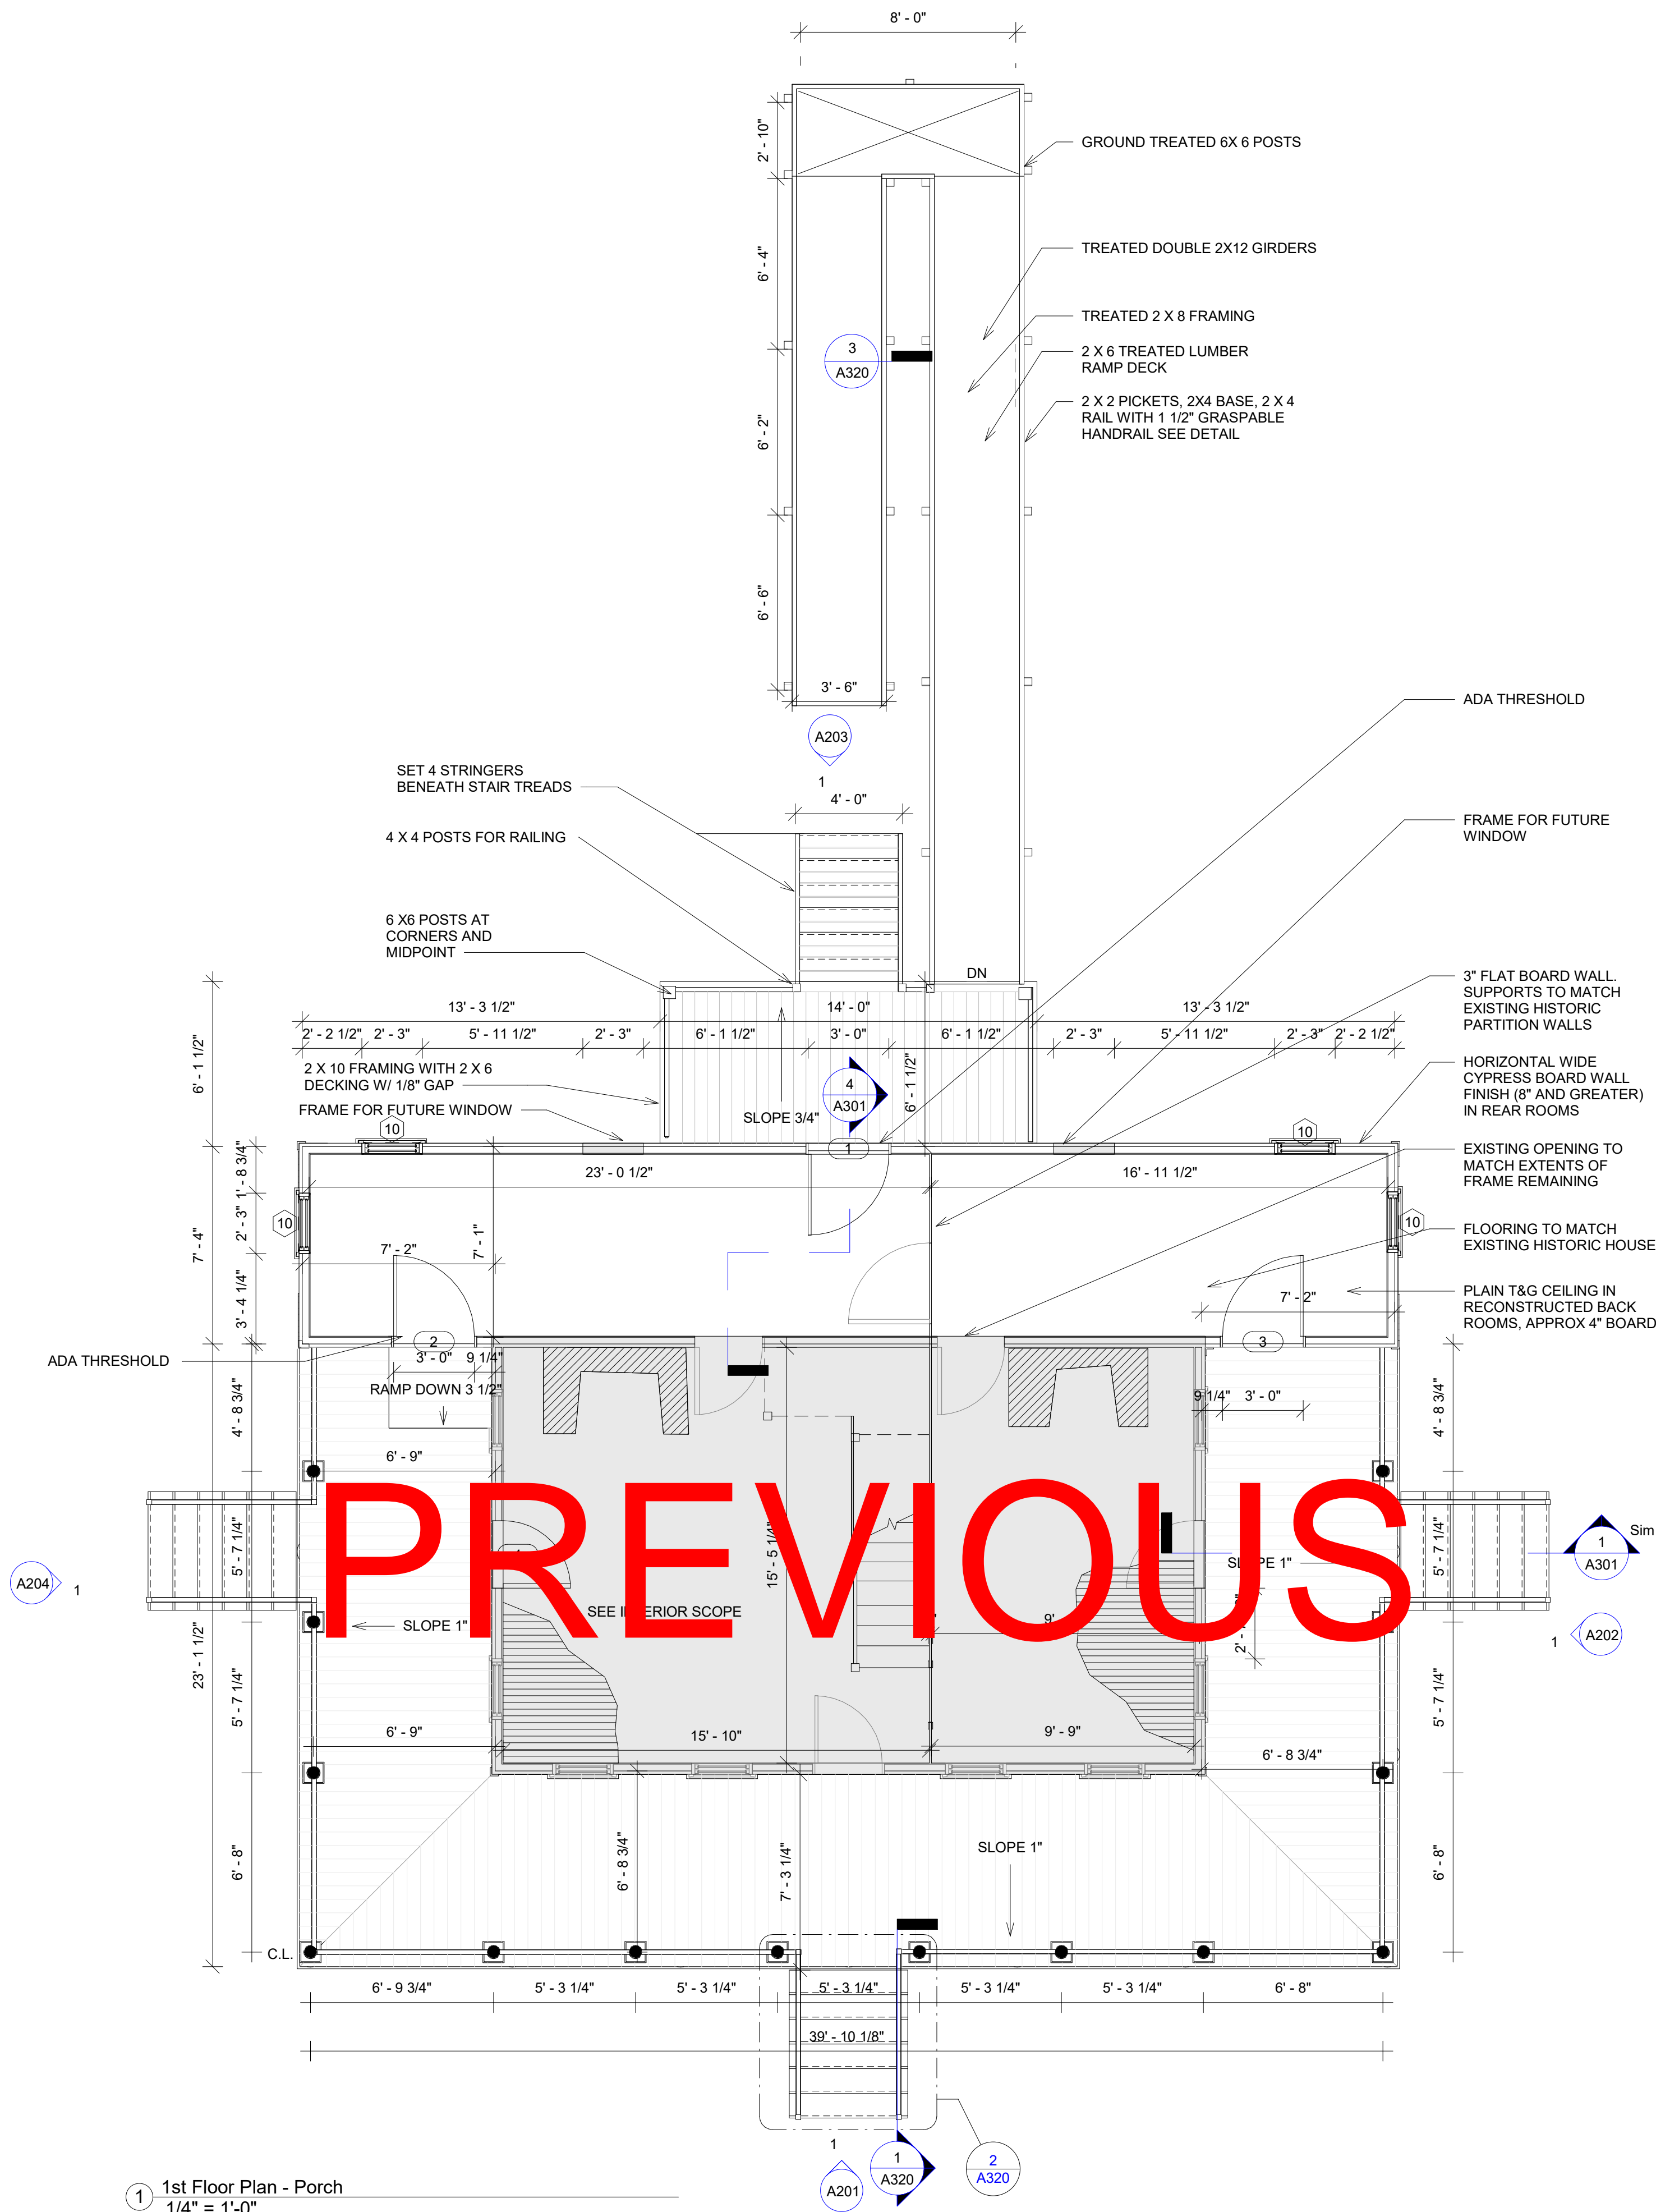 8' - 0"
2' - 10"
GROUND TREATED 6X 6 POSTS
6' - 4"
TREATED DOUBLE 2X12 GIRDERS
TREATED 2 X 8 FRAMING
3
A320
2 X 6 TREATED LUMBER
RAMP DECK
2 X 2 PICKETS, 2X4 BASE, 2 X 4
RAIL WITH 1 1/2" GRASPABLE
HANDRAIL SEE DETAIL
6' - 2"
6' - 6"
3' - 6"
ADA THRESHOLD
A203
1
SET 4 STRINGERS
BENEATH STAIR TREADS
4' - 0"
4 X 4 POSTS FOR RAILING
FRAME FOR FUTURE
WINDOW
6 X6 POSTS AT
CORNERS AND
MIDPOINT
DN
3" FLAT BOARD WALL.
SUPPORTS TO MATCH
EXISTING HISTORIC
PARTITION WALLS
13' - 3 1/2"
14' - 0"
13' - 3 1/2"
2' - 2 1/2"
2' - 3"
5' - 11 1/2"
2' - 3"
6' - 1 1/2"
3' - 0"
6' - 1 1/2"
2' - 3"
5' - 11 1/2"
2' - 3"
2' - 2 1/2"
6' - 1 1/2"
2 X 10 FRAMING WITH 2 X 6
DECKING W/ 1/8" GAP
FRAME FOR FUTURE WINDOW
4
A301
6' - 1 1/2"
SLOPE 3/4"
HORIZONTAL WIDE
CYPRESS BOARD WALL
FINISH (8" AND GREATER)
IN REAR ROOMS
10
10
1
EXISTING OPENING TO
MATCH EXTENTS OF
FRAME REMAINING
1' - 8 3/4"
23' - 0 1/2"
16' - 11 1/2"
10
10
2' - 3"
7' - 4"
7' - 2"
7' - 1"
FLOORING TO MATCH
EXISTING HISTORIC HOUSE
3' - 4 1/4"
7' - 2"
PLAIN T&G CEILING IN
RECONSTRUCTED BACK
ROOMS, APPROX 4" BOARD
2
3
ADA THRESHOLD
3' - 0"
9 1/4"
RAMP DOWN 3 1/2"
9 1/4"
3' - 0"
4' - 8 3/4"
4' - 8 3/4"
6' - 9"
PREVIOUS
5' - 7 1/4"
15' - 5 1/4"
SLOPE 1"
5' - 7 1/4"
Sim
1
A301
A204
1
SEE INTERIOR SCOPE
SLOPE 1"
9'
2' -
1
A202
23' - 1 1/2"
5' - 7 1/4"
5' - 7 1/4"
6' - 9"
15' - 10"
9' - 9"
6' - 8 3/4"
6' - 8"
6' - 8 3/4"
7' - 3 1/4"
SLOPE 1"
6' - 8"
C.L.
6' - 9 3/4"
5' - 3 1/4"
5' - 3 1/4"
5' - 3 1/4"
5' - 3 1/4"
5' - 3 1/4"
6' - 8"
39' - 10 1/8"
1
A201
1
A320
2
A320
1
1st Floor Plan - Porch
1/4" = 1'-0"